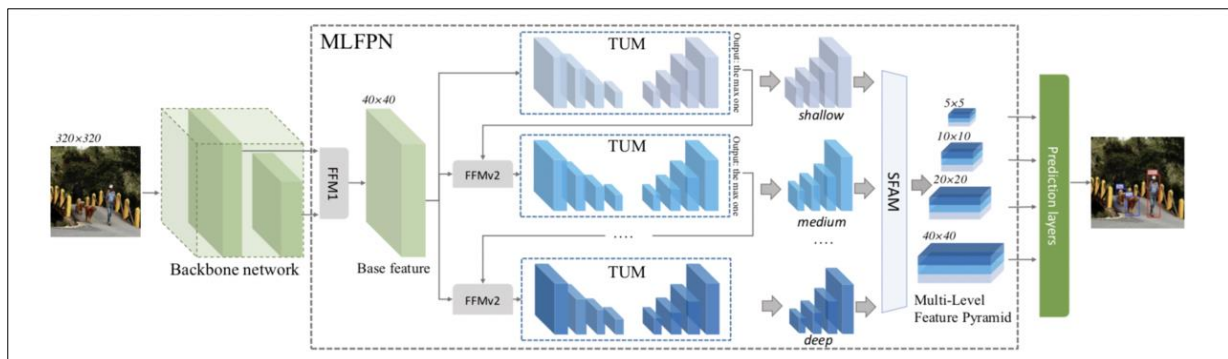 MLFPN
TUM
Output: the max one
40×40
shallow
5×5
320×320
10×10
FFM1
FFMv2
TUM
Output: the max one
SFAM
20×20
Prediction layers
medium
40×40
....
....
Backbone network
Base feature
TUM
FFMv2
Multi-Level
Feature Pyramid
deep